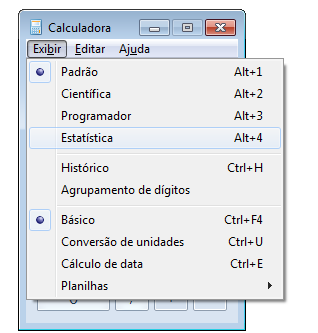 Calculadora
Exibir Editar Ajuda
Padrão Alt+1
Científica Alt+2
Programador Alt+3
Estatística Alt+4
Histórico Ctrl+H
Agrupamento de dígitos
Básico Ctrl+F4
Conversão de unidades Ctrl+U
Cálculo de data Ctrl+E
Planilhas